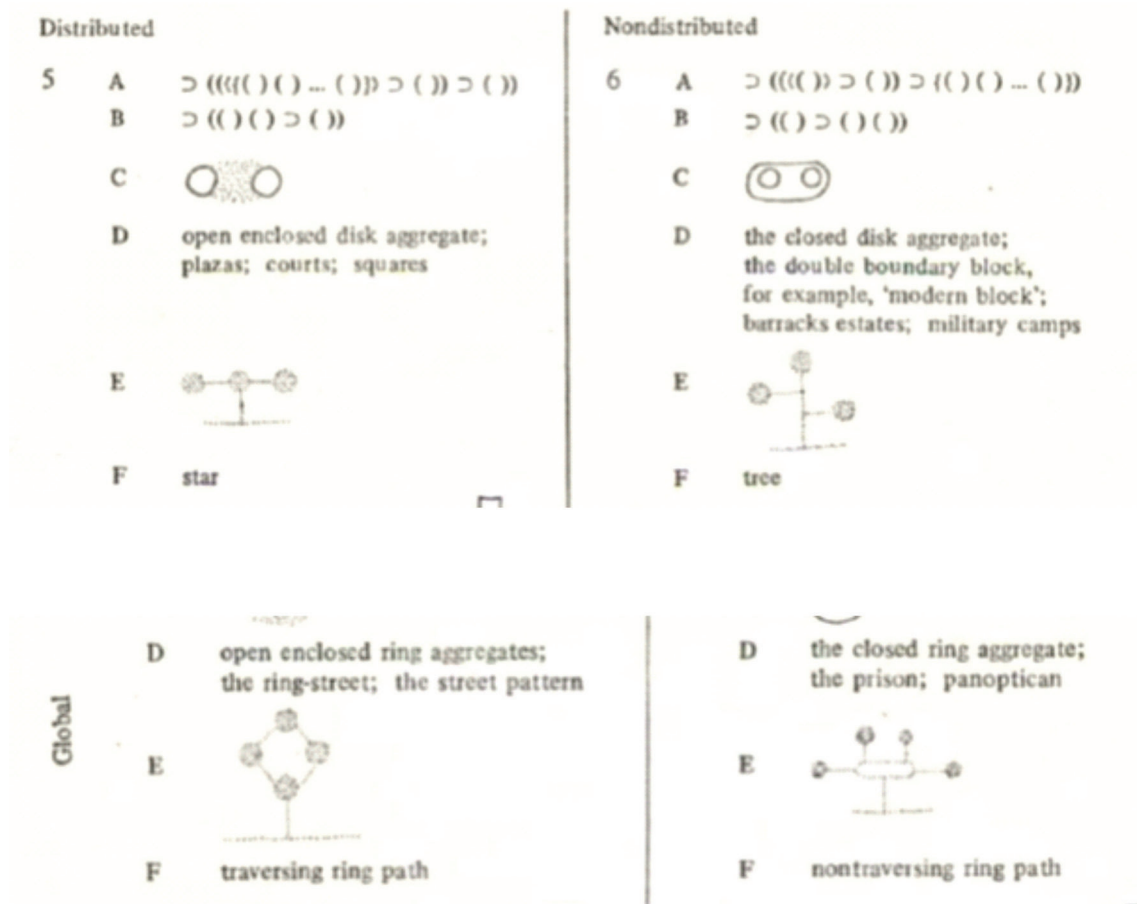 Distributed
5 A ⊃ ((({( ) ( ) ... ( )}) ⊃ ( )) ⊃ ( ))
B ⊃ (( ) ( ) ⊃ ( ))
C
D open enclosed disk aggregate;
plazas; courts; squares
E
F star
Nondistributed
6 A ⊃ (((( )) ⊃ ( )) ⊃ {( ) ( ) ... ( )})
B ⊃ (( ) ⊃ ( ) ( ))
C
D the closed disk aggregate;
the double boundary block,
for example, 'modern block';
barracks estates; military camps
E
F tree
Global
D open enclosed ring aggregates;
the ring-street; the street pattern
E
F traversing ring path
D the closed ring aggregate;
the prison; panoptican
E
F nontraversing ring path